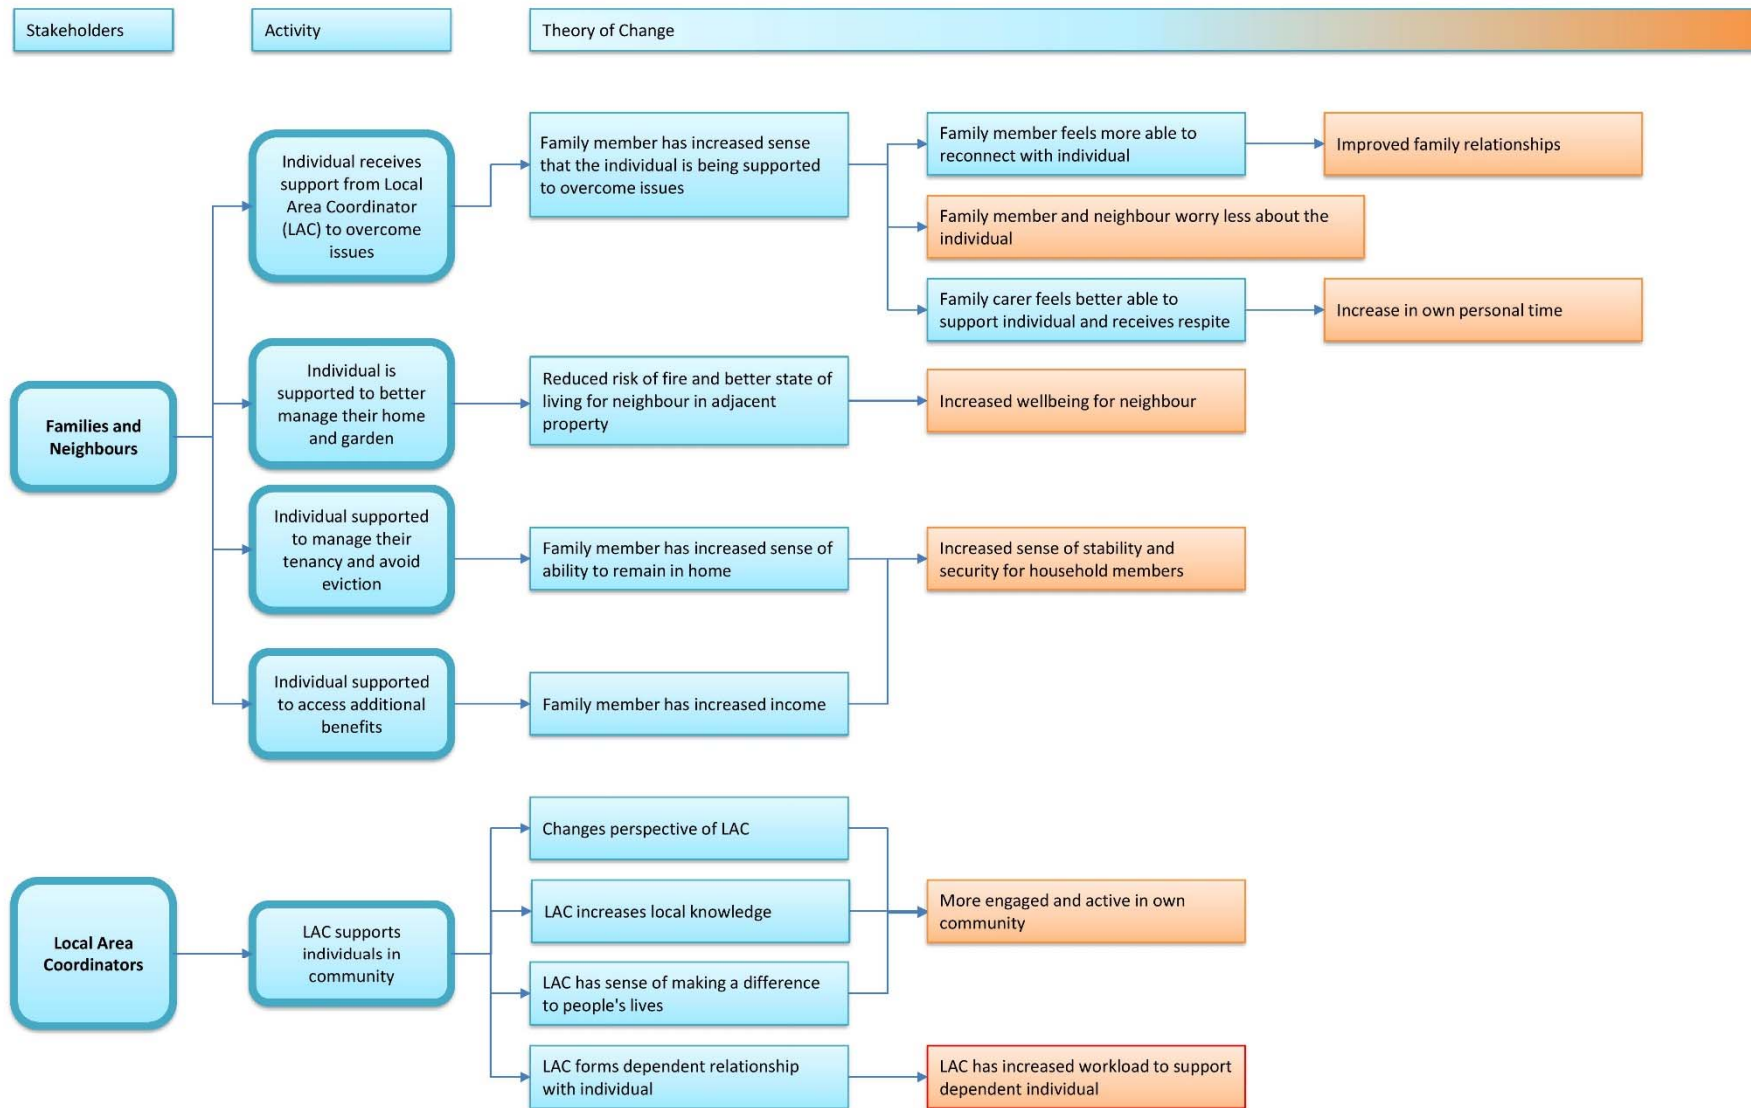 Stakeholders
Activity
Theory of Change
Individual receives
support from Local
Area Coordinator
(LAC) to overcome
issues
Family member has increased sense
that the individual is being supported
to overcome issues
Family member feels more able to
reconnect with individual
Improved family relationships
Family member and neighbour worry less about the
individual
Family carer feels better able to
support individual and receives respite
Increase in own personal time
Families and
Neighbours
Individual is
supported to better
manage their home
and garden
Reduced risk of fire and better state of
living for neighbour in adjacent
property
Increased wellbeing for neighbour
Individual supported
to manage their
tenancy and avoid
eviction
Family member has increased sense of
ability to remain in home
Increased sense of stability and
security for household members
Individual supported
to access additional
benefits
Family member has increased income
Local Area
Coordinators
LAC supports
individuals in
community
Changes perspective of LAC
LAC increases local knowledge
LAC has sense of making a difference
to people's lives
More engaged and active in own
community
LAC forms dependent relationship
with individual
LAC has increased workload to support
dependent individual